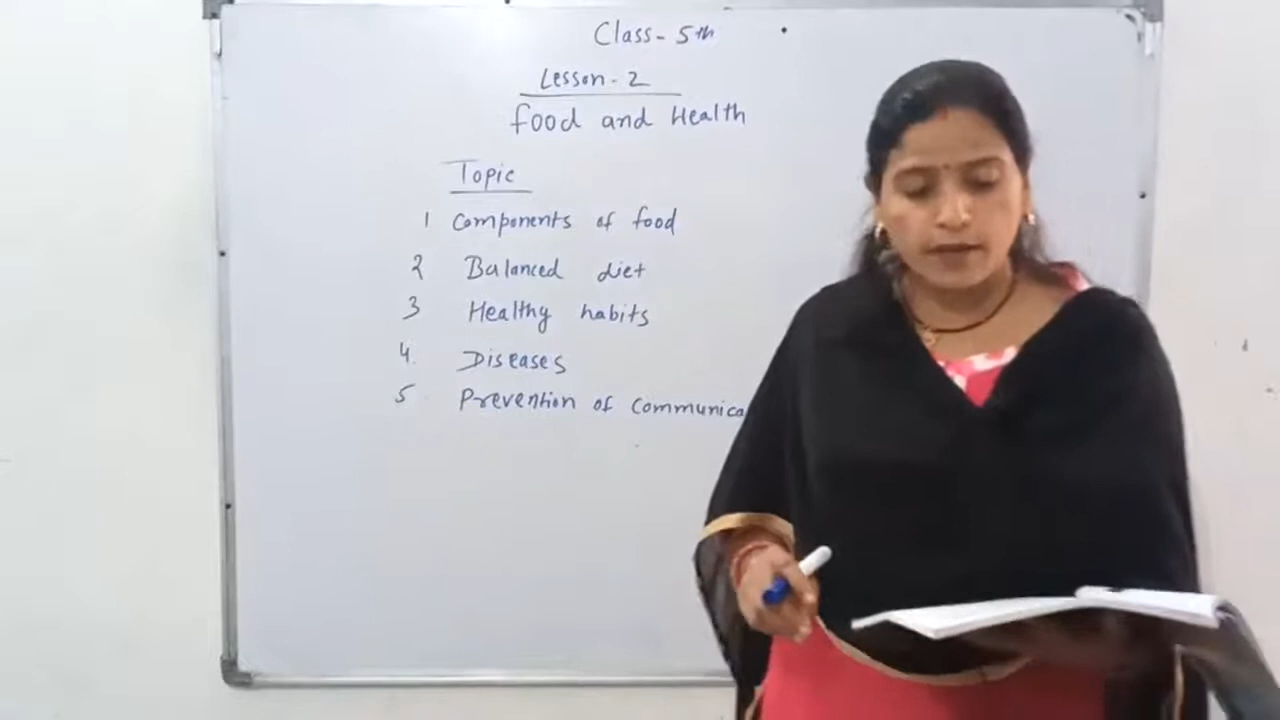 Class - 5th
Lesson - 2
Food and Health
Topic
1 Components of food
2 Balanced diet
3 Healthy habits
4. Diseases
5. Prevention of Communica